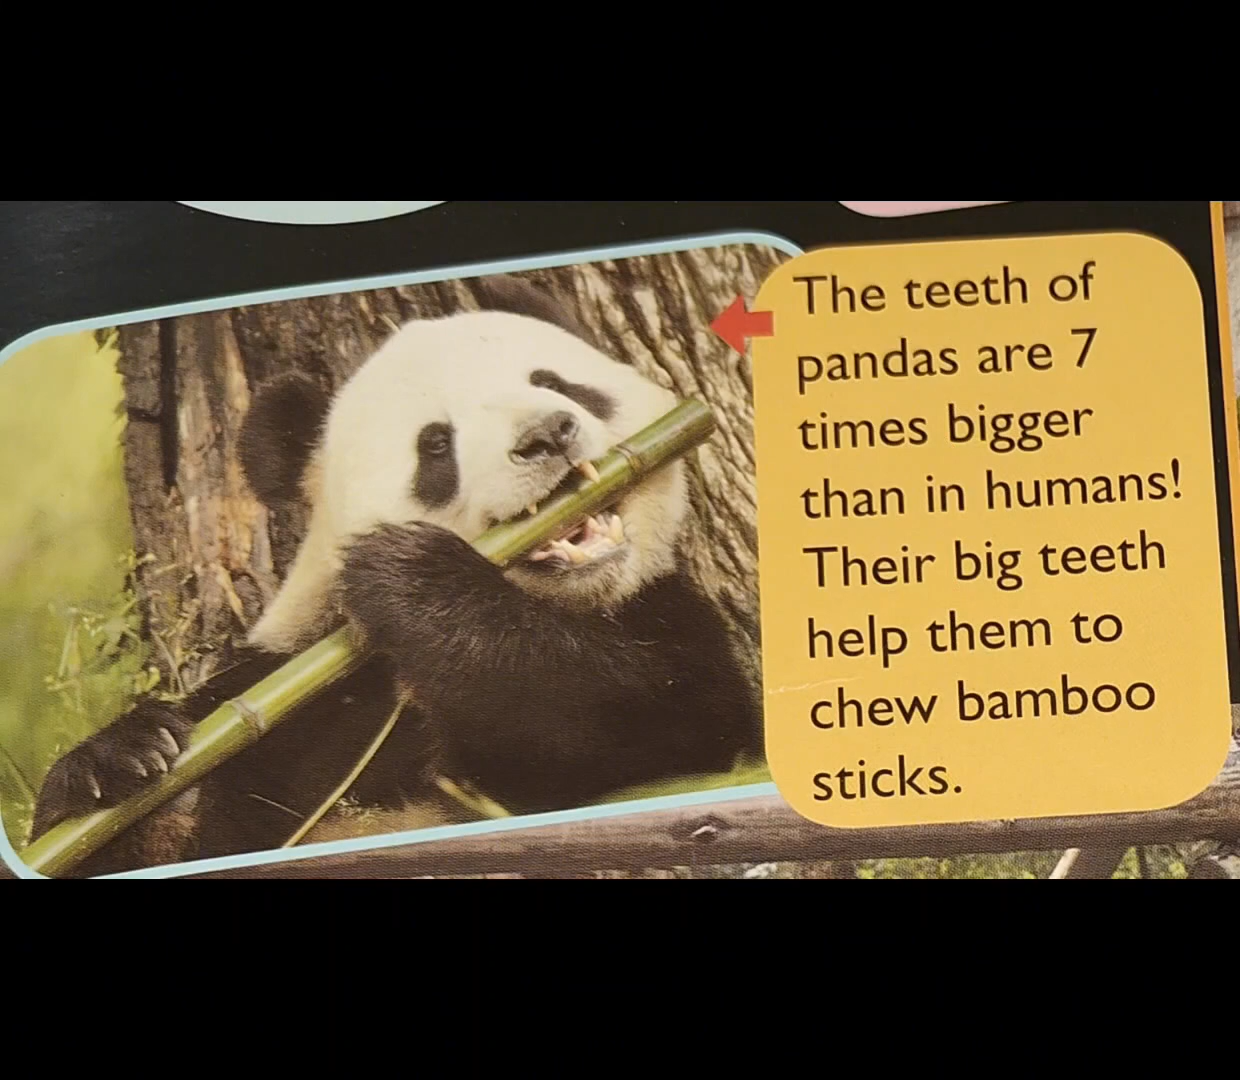 The teeth of
pandas are 7
times bigger
than in humans!
Their big teeth
help them to
chew bamboo
sticks.